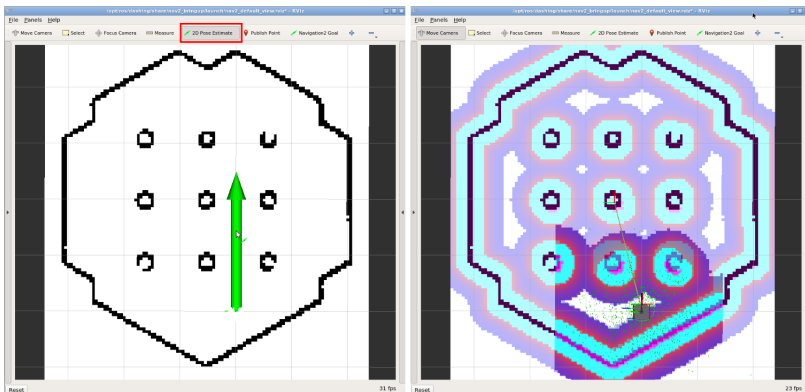 /opt/ros/dashing/share/nav2_bringup/launch/nav2_default_view.rviz* - RViz
File Panels Help
Move Camera Select Focus Camera Measure 2D Pose Estimate Publish Point Navigation2 Goal
Reset
31 fps
/opt/ros/dashing/share/nav2_bringup/launch/nav2_default_view.rviz* - RViz
File Panels Help
Move Camera Select Focus Camera Measure 2D Pose Estimate Publish Point Navigation2 Goal
Reset
23 fps